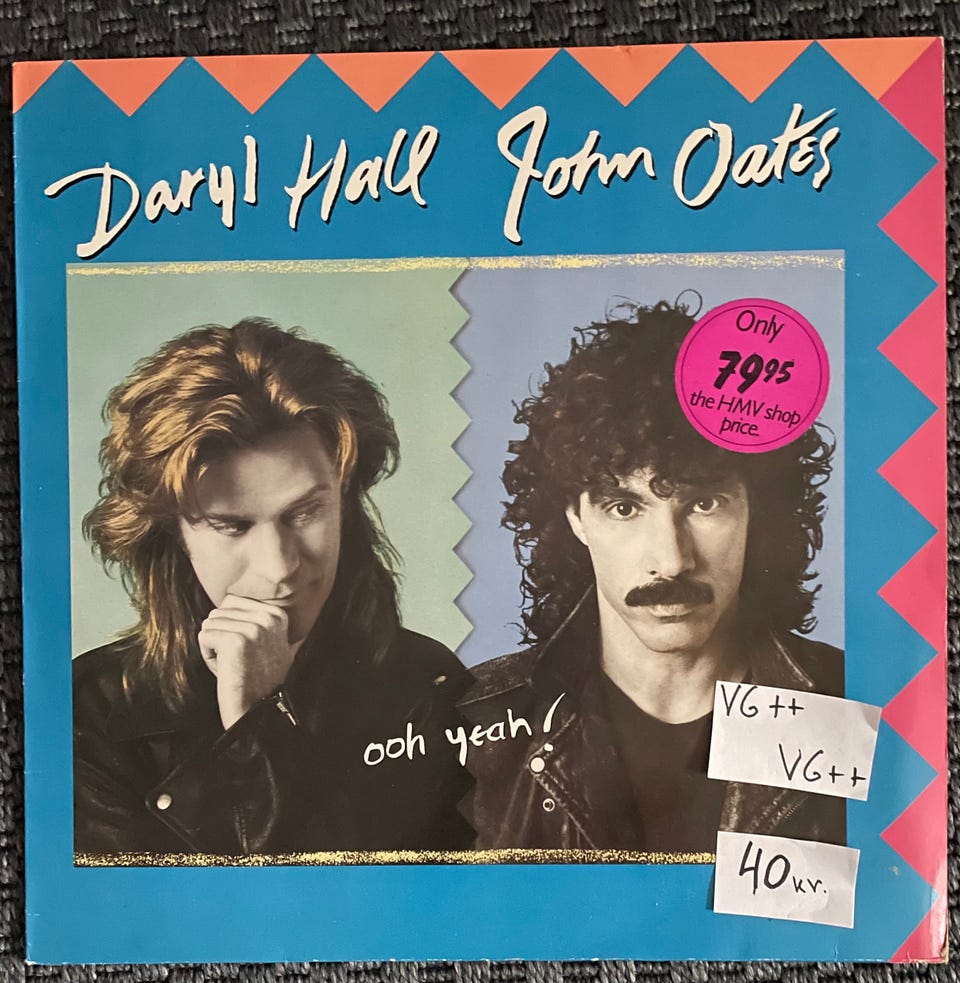 Daryl Hall John Oates
Only
79 95
the HMV shop
price.
ooh yeah!
VG ++
VG++
40 kr.